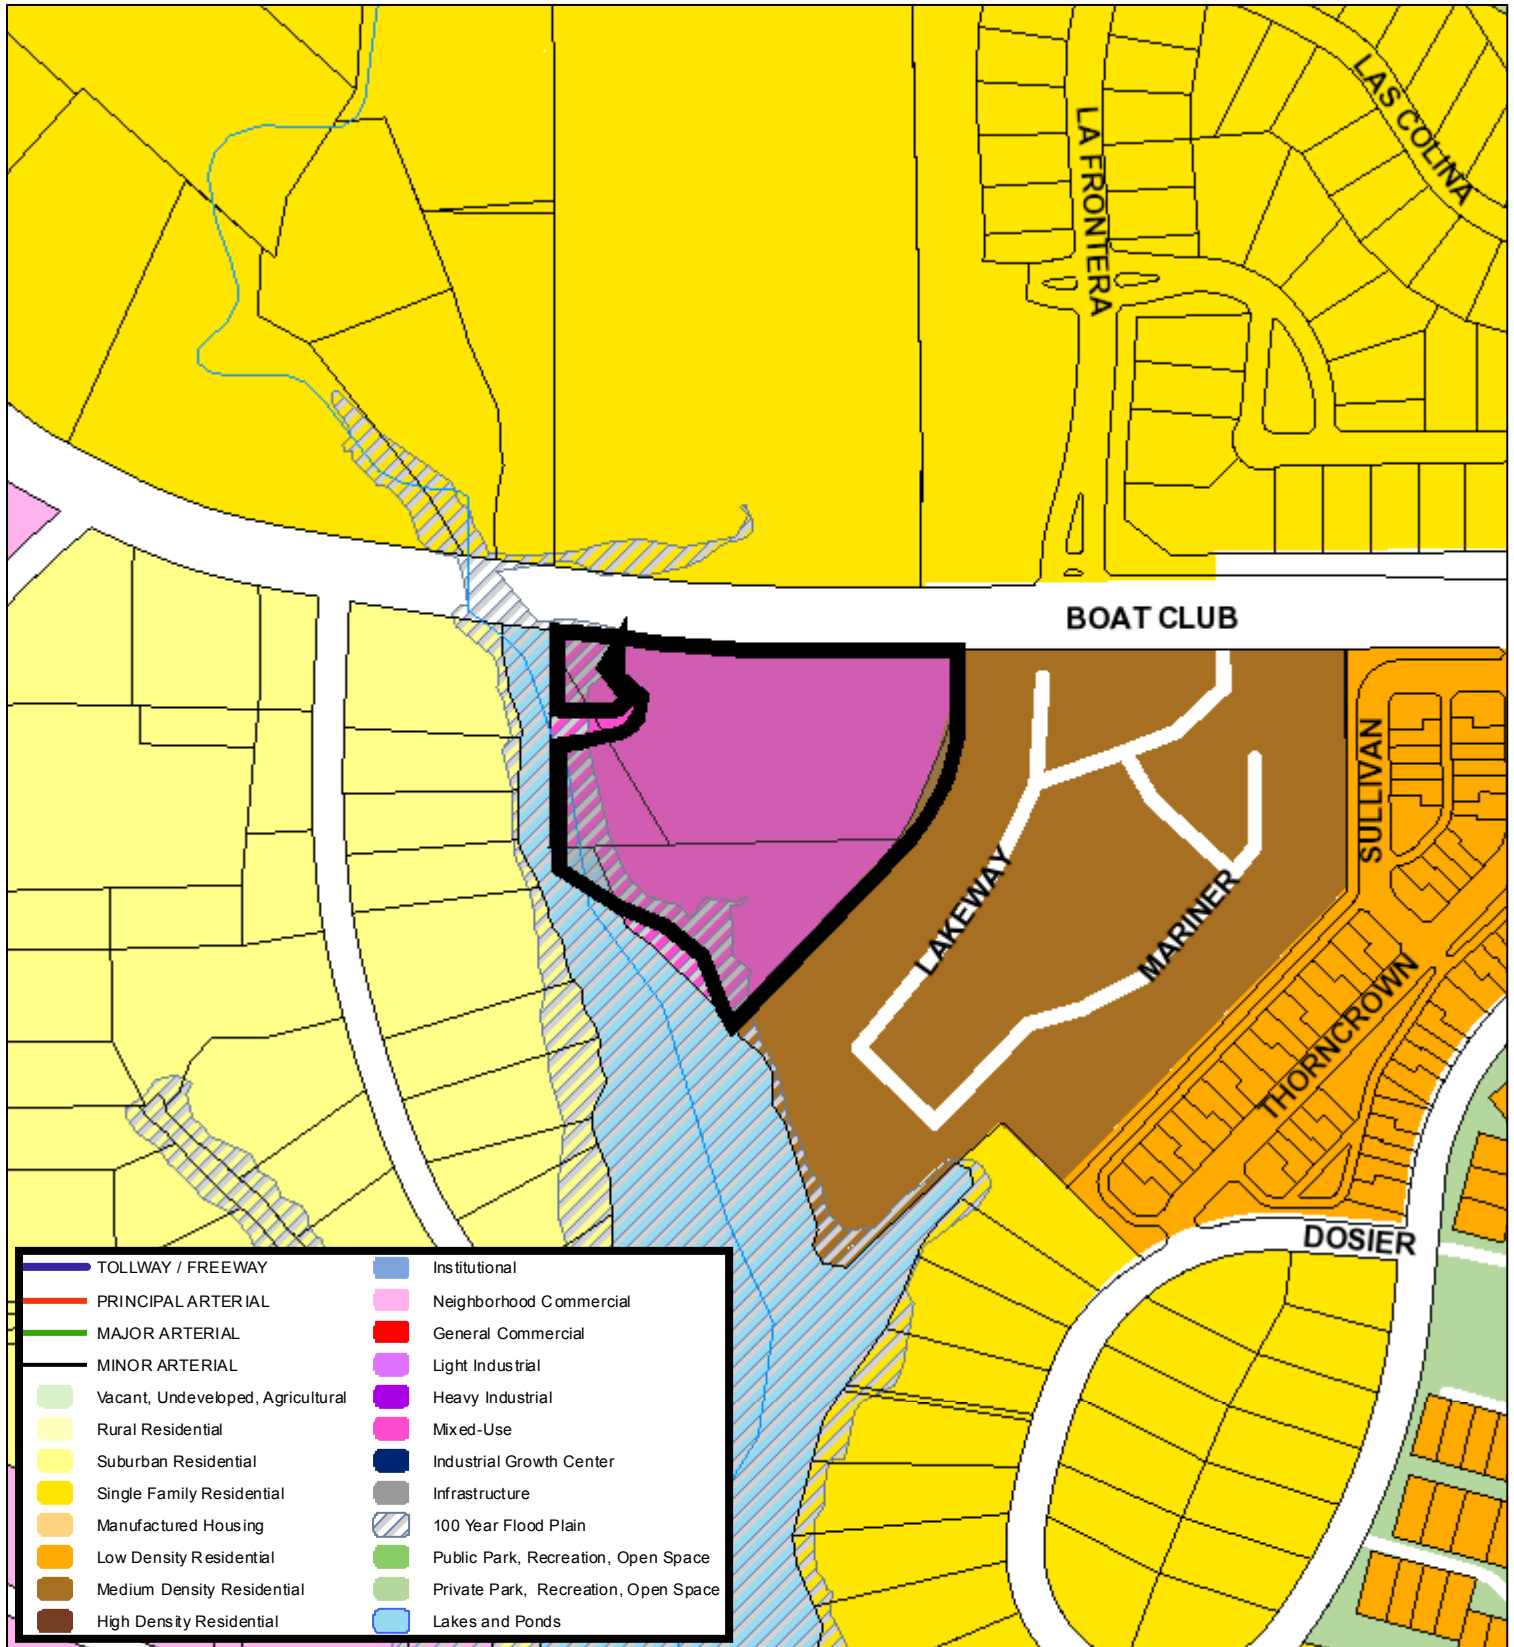 LAS COLINA
LA FRONTERA
BOAT CLUB
SULLIVAN
LAKEWAY
MARINER
THORNCROWN
DOSIER
TOLLWAY / FREEWAY
PRINCIPAL ARTERIAL
MAJOR ARTERIAL
MINOR ARTERIAL
Vacant, Undeveloped, Agricultural
Rural Residential
Suburban Residential
Single Family Residential
Manufactured Housing
Low Density Residential
Medium Density Residential
High Density Residential
Institutional
Neighborhood Commercial
General Commercial
Light Industrial
Heavy Industrial
Mixed-Use
Industrial Growth Center
Infrastructure
100 Year Flood Plain
Public Park, Recreation, Open Space
Private Park, Recreation, Open Space
Lakes and Ponds